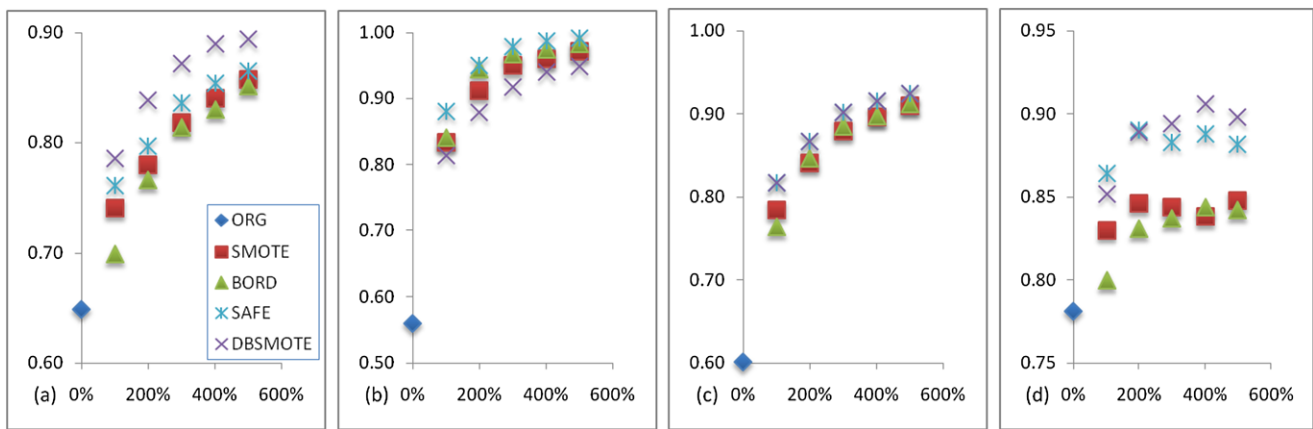 0.90
0.80
0.70
0.60
ORG
SMOTE
BORD
SAFE
DBSMOTE
(a) 0% 200% 400% 600%
1.00
0.90
0.80
0.70
0.60
0.50
(b) 0% 200% 400% 600%
1.00
0.90
0.80
0.70
0.60
(c) 0% 200% 400% 600%
0.95
0.90
0.85
0.80
0.75
(d) 0% 200% 400% 600%